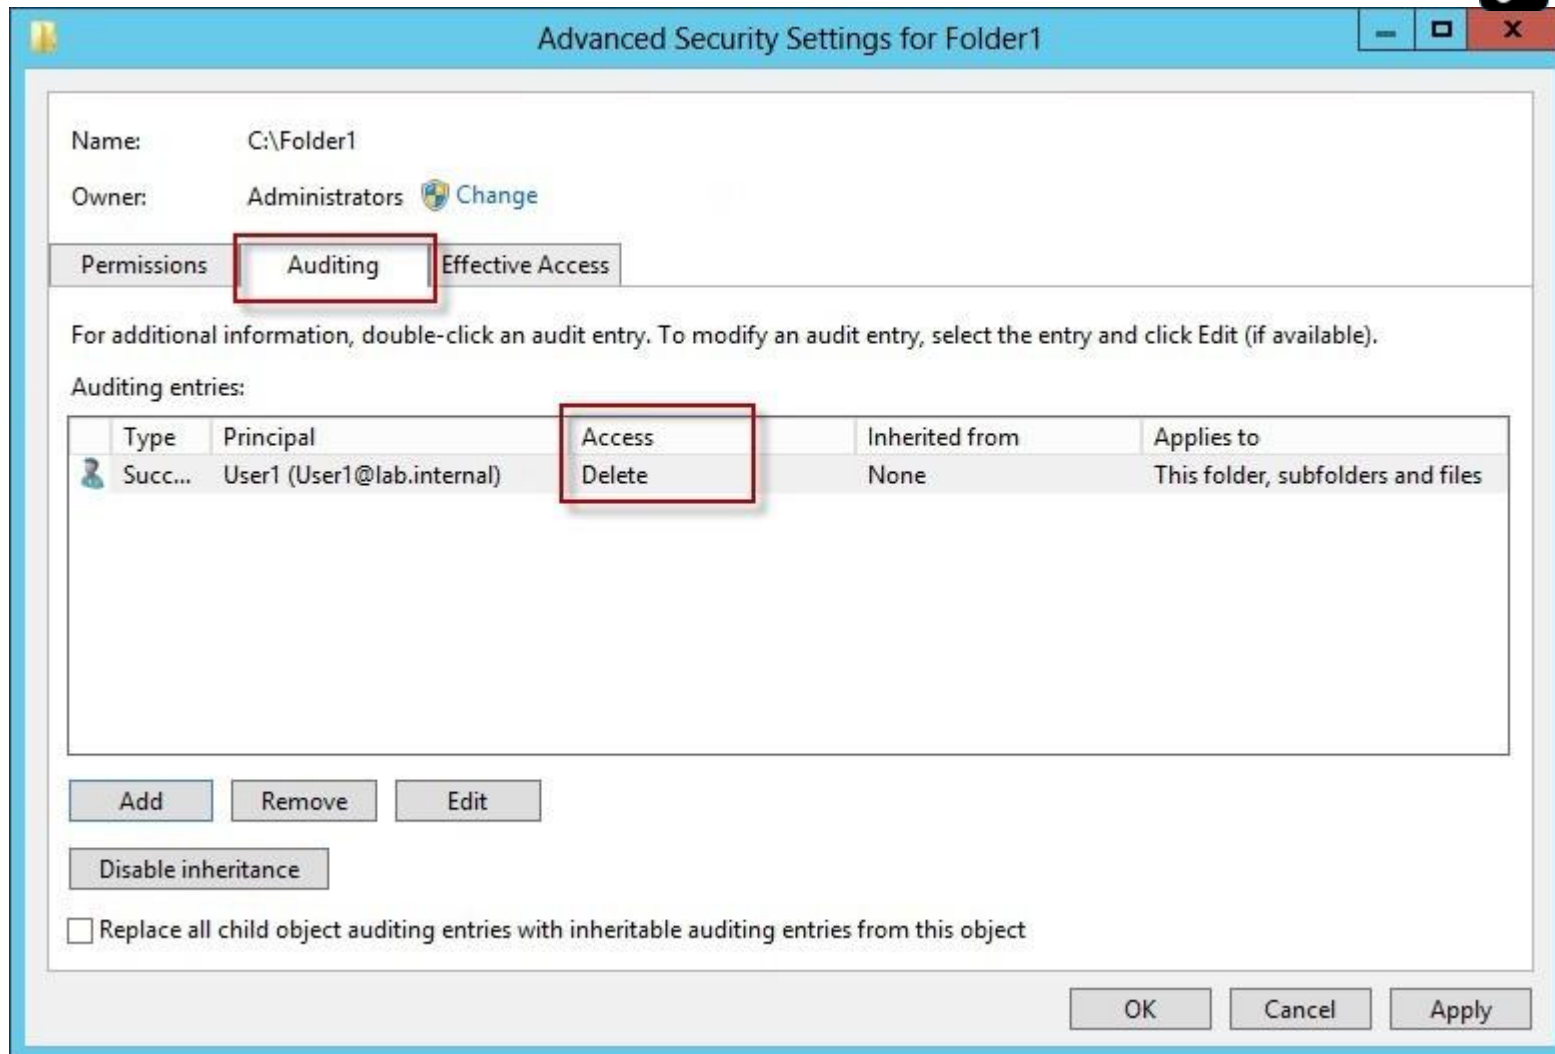 Advanced Security Settings for Folder1
Name: C:\Folder1
Owner: Administrators Change
Permissions Auditing Effective Access
For additional information, double-click an audit entry. To modify an audit entry, select the entry and click Edit (if available).
Auditing entries:
Type Principal Access Inherited from Applies to
Succ... User1 (User1@lab.internal) Delete None This folder, subfolders and files
Add Remove Edit
Disable inheritance
Replace all child object auditing entries with inheritable auditing entries from this object
OK Cancel Apply